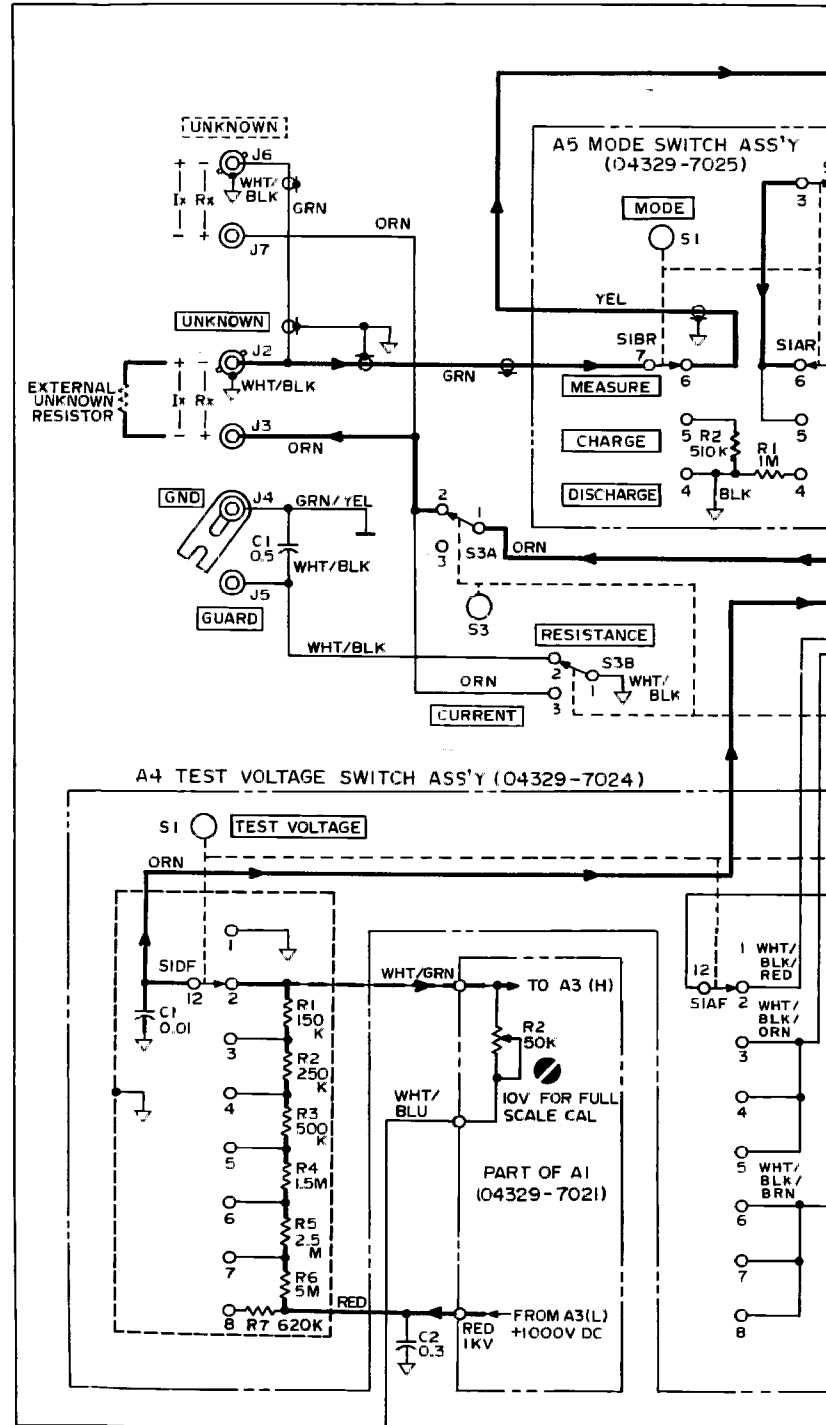 UNKNOWN
J6
+ -
WHT/
BLK
GRN
Ix Rx
ORN
- +
J7
A5 MODE SWITCH ASS'Y
(04329-7025)
3
MODE
S1
YEL
UNKNOWN
J2
+ -
WHT/BLK
GRN
S1BR
7
6
S1AR
6
MEASURE
EXTERNAL
UNKNOWN
RESISTOR
Ix Rx
- +
J3
ORN
CHARGE
5
R2
510K
R1
1M
5
DISCHARGE
4
BLK
4
GND
J4
GRN/YEL
C1
0.5
WHT/BLK
J5
GUARD
2
1
3
S3A
ORN
S3
WHT/BLK
RESISTANCE
2
S3B
1
WHT/
BLK
ORN
3
CURRENT
A4 TEST VOLTAGE SWITCH ASS'Y (04329-7024)
S1
TEST VOLTAGE
ORN
1
S1DF
12
2
C1
0.01
R1
150
K
3
R2
250
K
4
R3
500
K
5
R4
1.5M
6
R5
2.5
M
7
R6
5M
8
R7 620K
RED
WHT/GRN
TO A3 (H)
R2
50K
WHT/
BLU
10V FOR FULL
SCALE CAL
PART OF A1
(04329-7021)
C2
0.3
RED
1KV
FROM A3(L)
+1000V DC
12
S1AF
1
WHT/
BLK/
RED
2
WHT/
BLK/
ORN
3
4
5
WHT/
BLK/
BRN
6
7
8